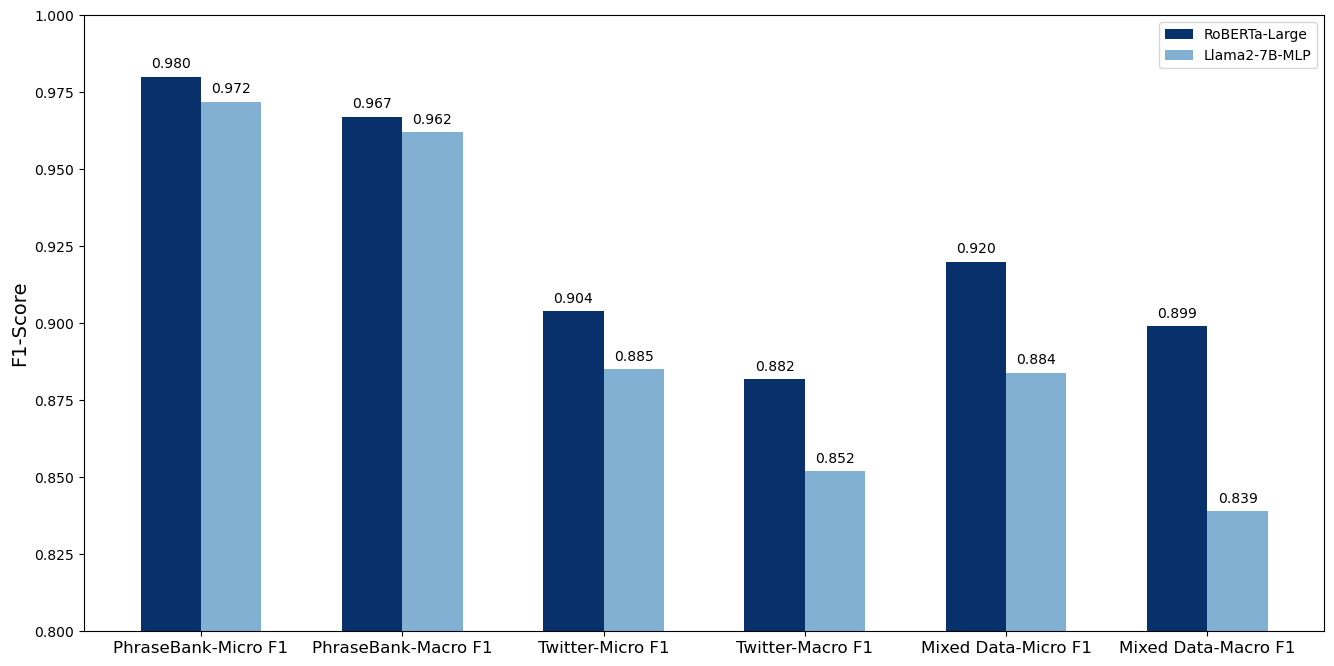 1.000
0.975
0.950
0.925
0.900
0.875
0.850
0.825
0.800
F1-Score
RoBERTa-Large
Llama2-7B-MLP
0.980
0.972
0.967
0.962
0.904
0.885
0.882
0.852
0.920
0.884
0.899
0.839
PhraseBank-Micro F1
PhraseBank-Macro F1
Twitter-Micro F1
Twitter-Macro F1
Mixed Data-Micro F1
Mixed Data-Macro F1